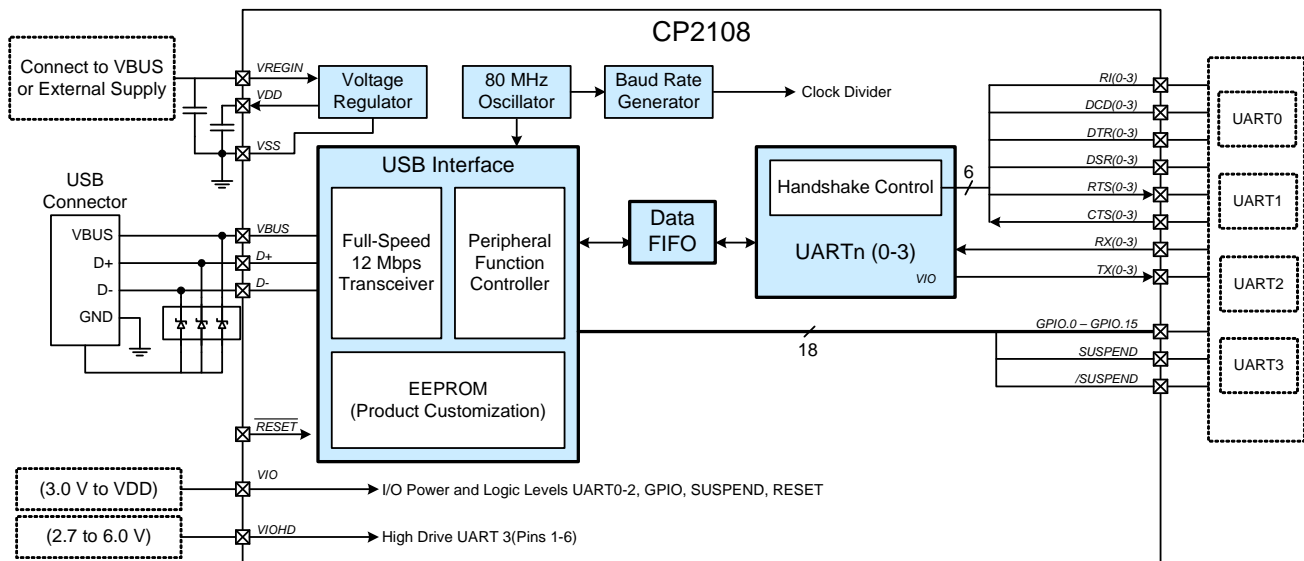 CP2108
Connect to VBUS
or External Supply
VREGIN
VDD
VSS
Voltage
Regulator
80 MHz
Oscillator
Baud Rate
Generator
Clock Divider
USB
Connector
VBUS
D+
D-
GND
VBUS
D+
D-
USB Interface
Full-Speed
12 Mbps
Transceiver
Peripheral
Function
Controller
EEPROM
(Product Customization)
RESET
Data
FIFO
Handshake Control
UARTn (0-3)
VIO
6
18
RI(0-3)
DCD(0-3)
DTR(0-3)
DSR(0-3)
RTS(0-3)
CTS(0-3)
RX(0-3)
TX(0-3)
GPIO.0 – GPIO.15
SUSPEND
/SUSPEND
UART0
UART1
UART2
UART3
(3.0 V to VDD)
VIO
I/O Power and Logic Levels UART0-2, GPIO, SUSPEND, RESET
(2.7 to 6.0 V)
VIOHD
High Drive UART 3(Pins 1-6)